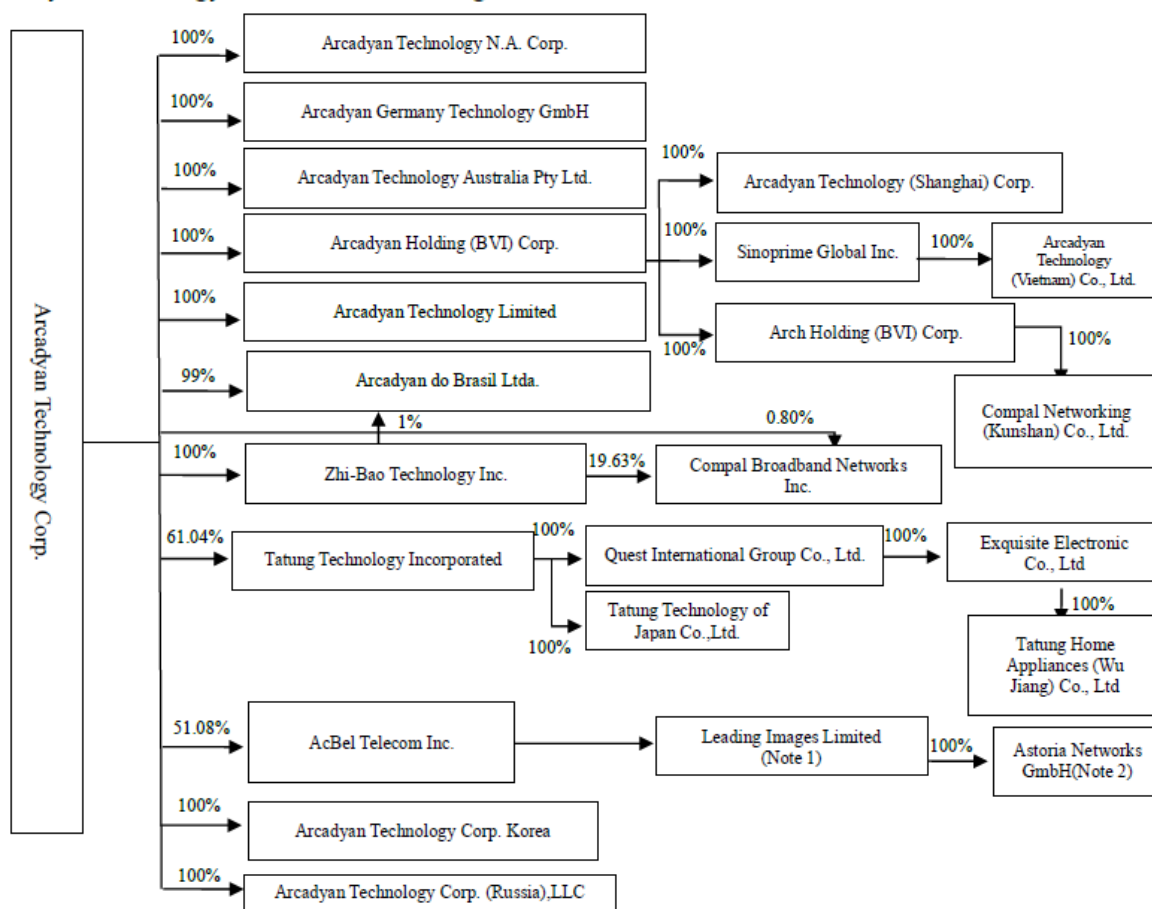 Arcadyan Technology Corp.
100%
Arcadyan Technology N.A. Corp.
100%
Arcadyan Germany Technology GmbH
100%
Arcadyan Technology Australia Pty Ltd.
100%
Arcadyan Technology (Shanghai) Corp.
100%
Arcadyan Holding (BVI) Corp.
100%
Sinoprime Global Inc.
100%
Arcadyan
Technology
(Vietnam) Co., Ltd.
100%
Arcadyan Technology Limited
100%
Arch Holding (BVI) Corp.
100%
99%
Arcadyan do Brasil Ltda.
Compal Networking
(Kunshan) Co., Ltd.
1%
0.80%
100%
Zhi-Bao Technology Inc.
19.63%
Compal Broadband Networks
Inc.
61.04%
Tatung Technology Incorporated
100%
Quest International Group Co., Ltd.
100%
Exquisite Electronic
Co., Ltd
100%
Tatung Technology of
Japan Co.,Ltd.
100%
Tatung Home
Appliances (Wu
Jiang) Co., Ltd
51.08%
AcBel Telecom Inc.
Leading Images Limited
(Note 1)
100%
Astoria Networks
GmbH(Note 2)
100%
Arcadyan Technology Corp. Korea
100%
Arcadyan Technology Corp. (Russia),LLC